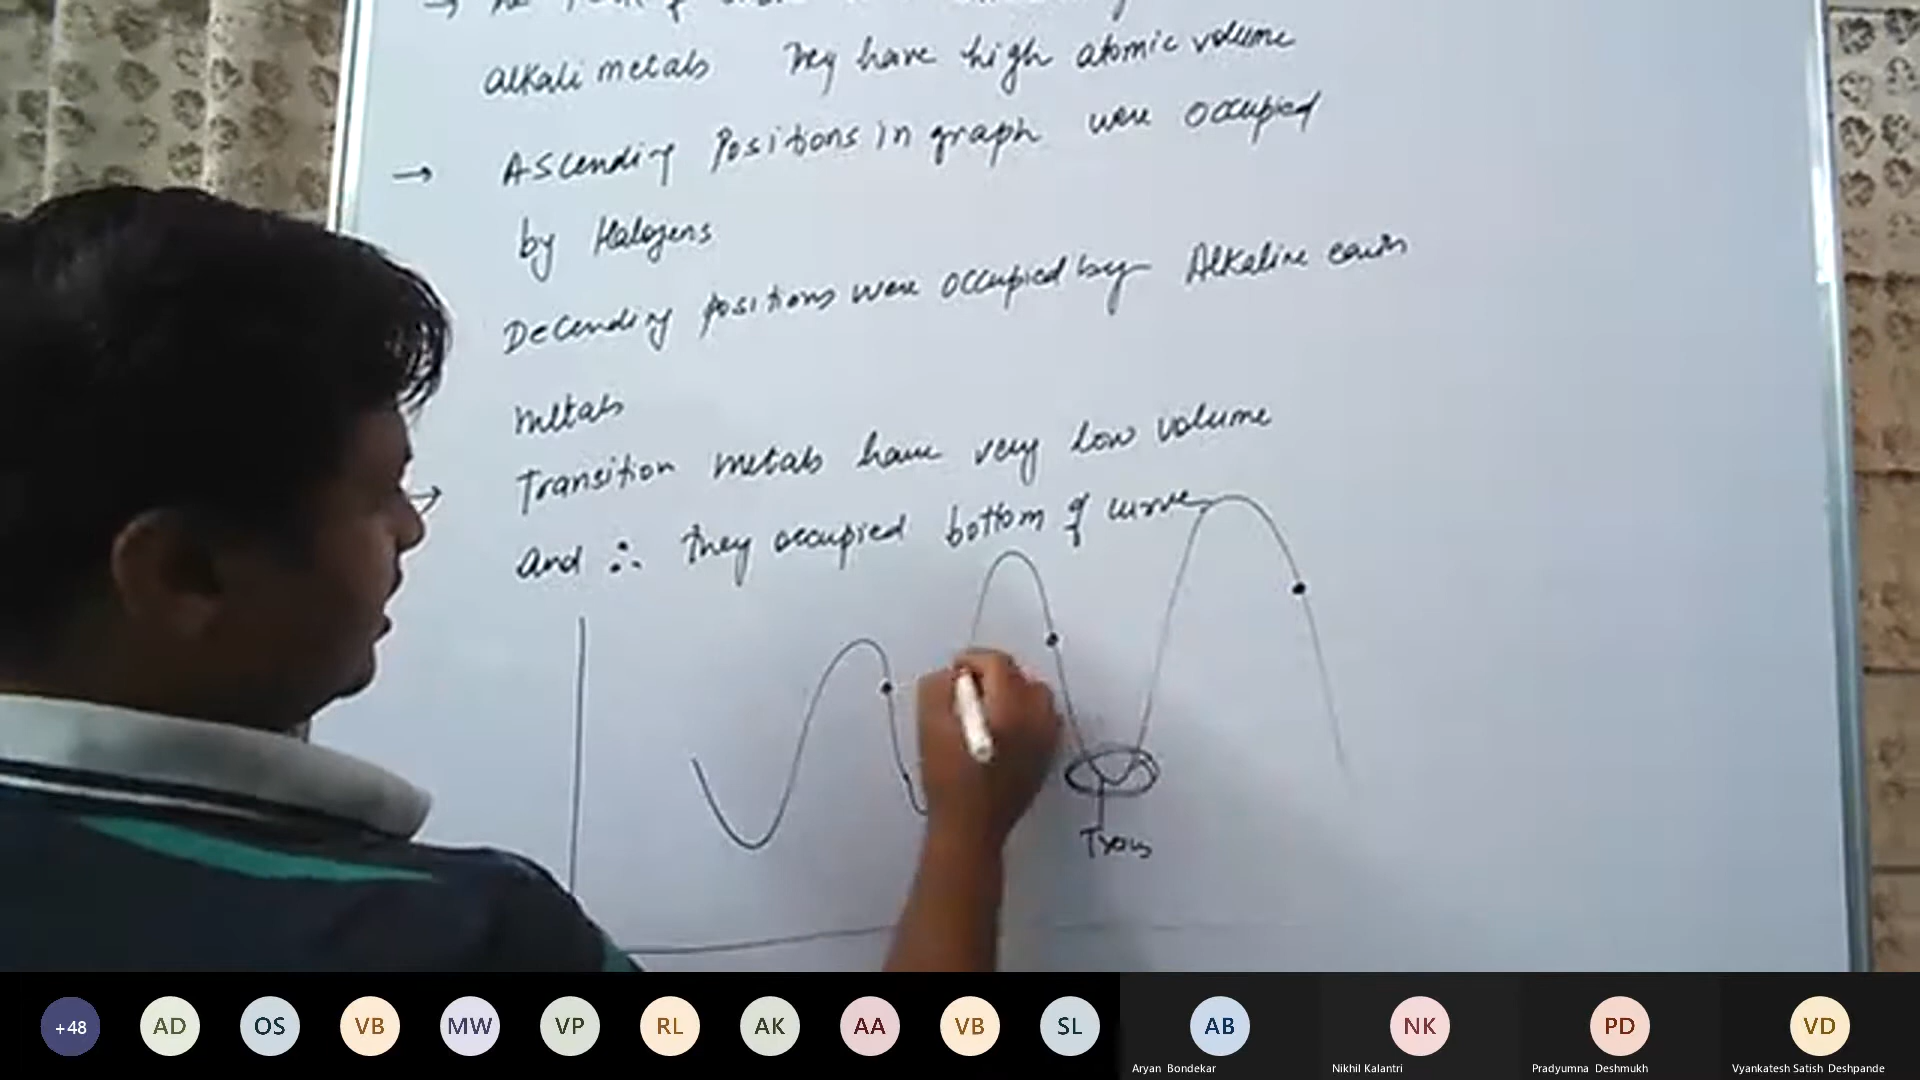 alkali metals They have high atomic volume
→ Ascending Positions in graph were occupied
by Halogens
Decending positions were occupied by Alkaline earth
metals
→ Transition metals have very low volume
and ∴ they occupied bottom of curve
Trans
+48 AD OS VB MW VP RL AK AA VB SL AB NK PD VD
Aryan Bondekar Nikhil Kalantri Pradyumna Deshmukh Vyankatesh Satish Deshpande